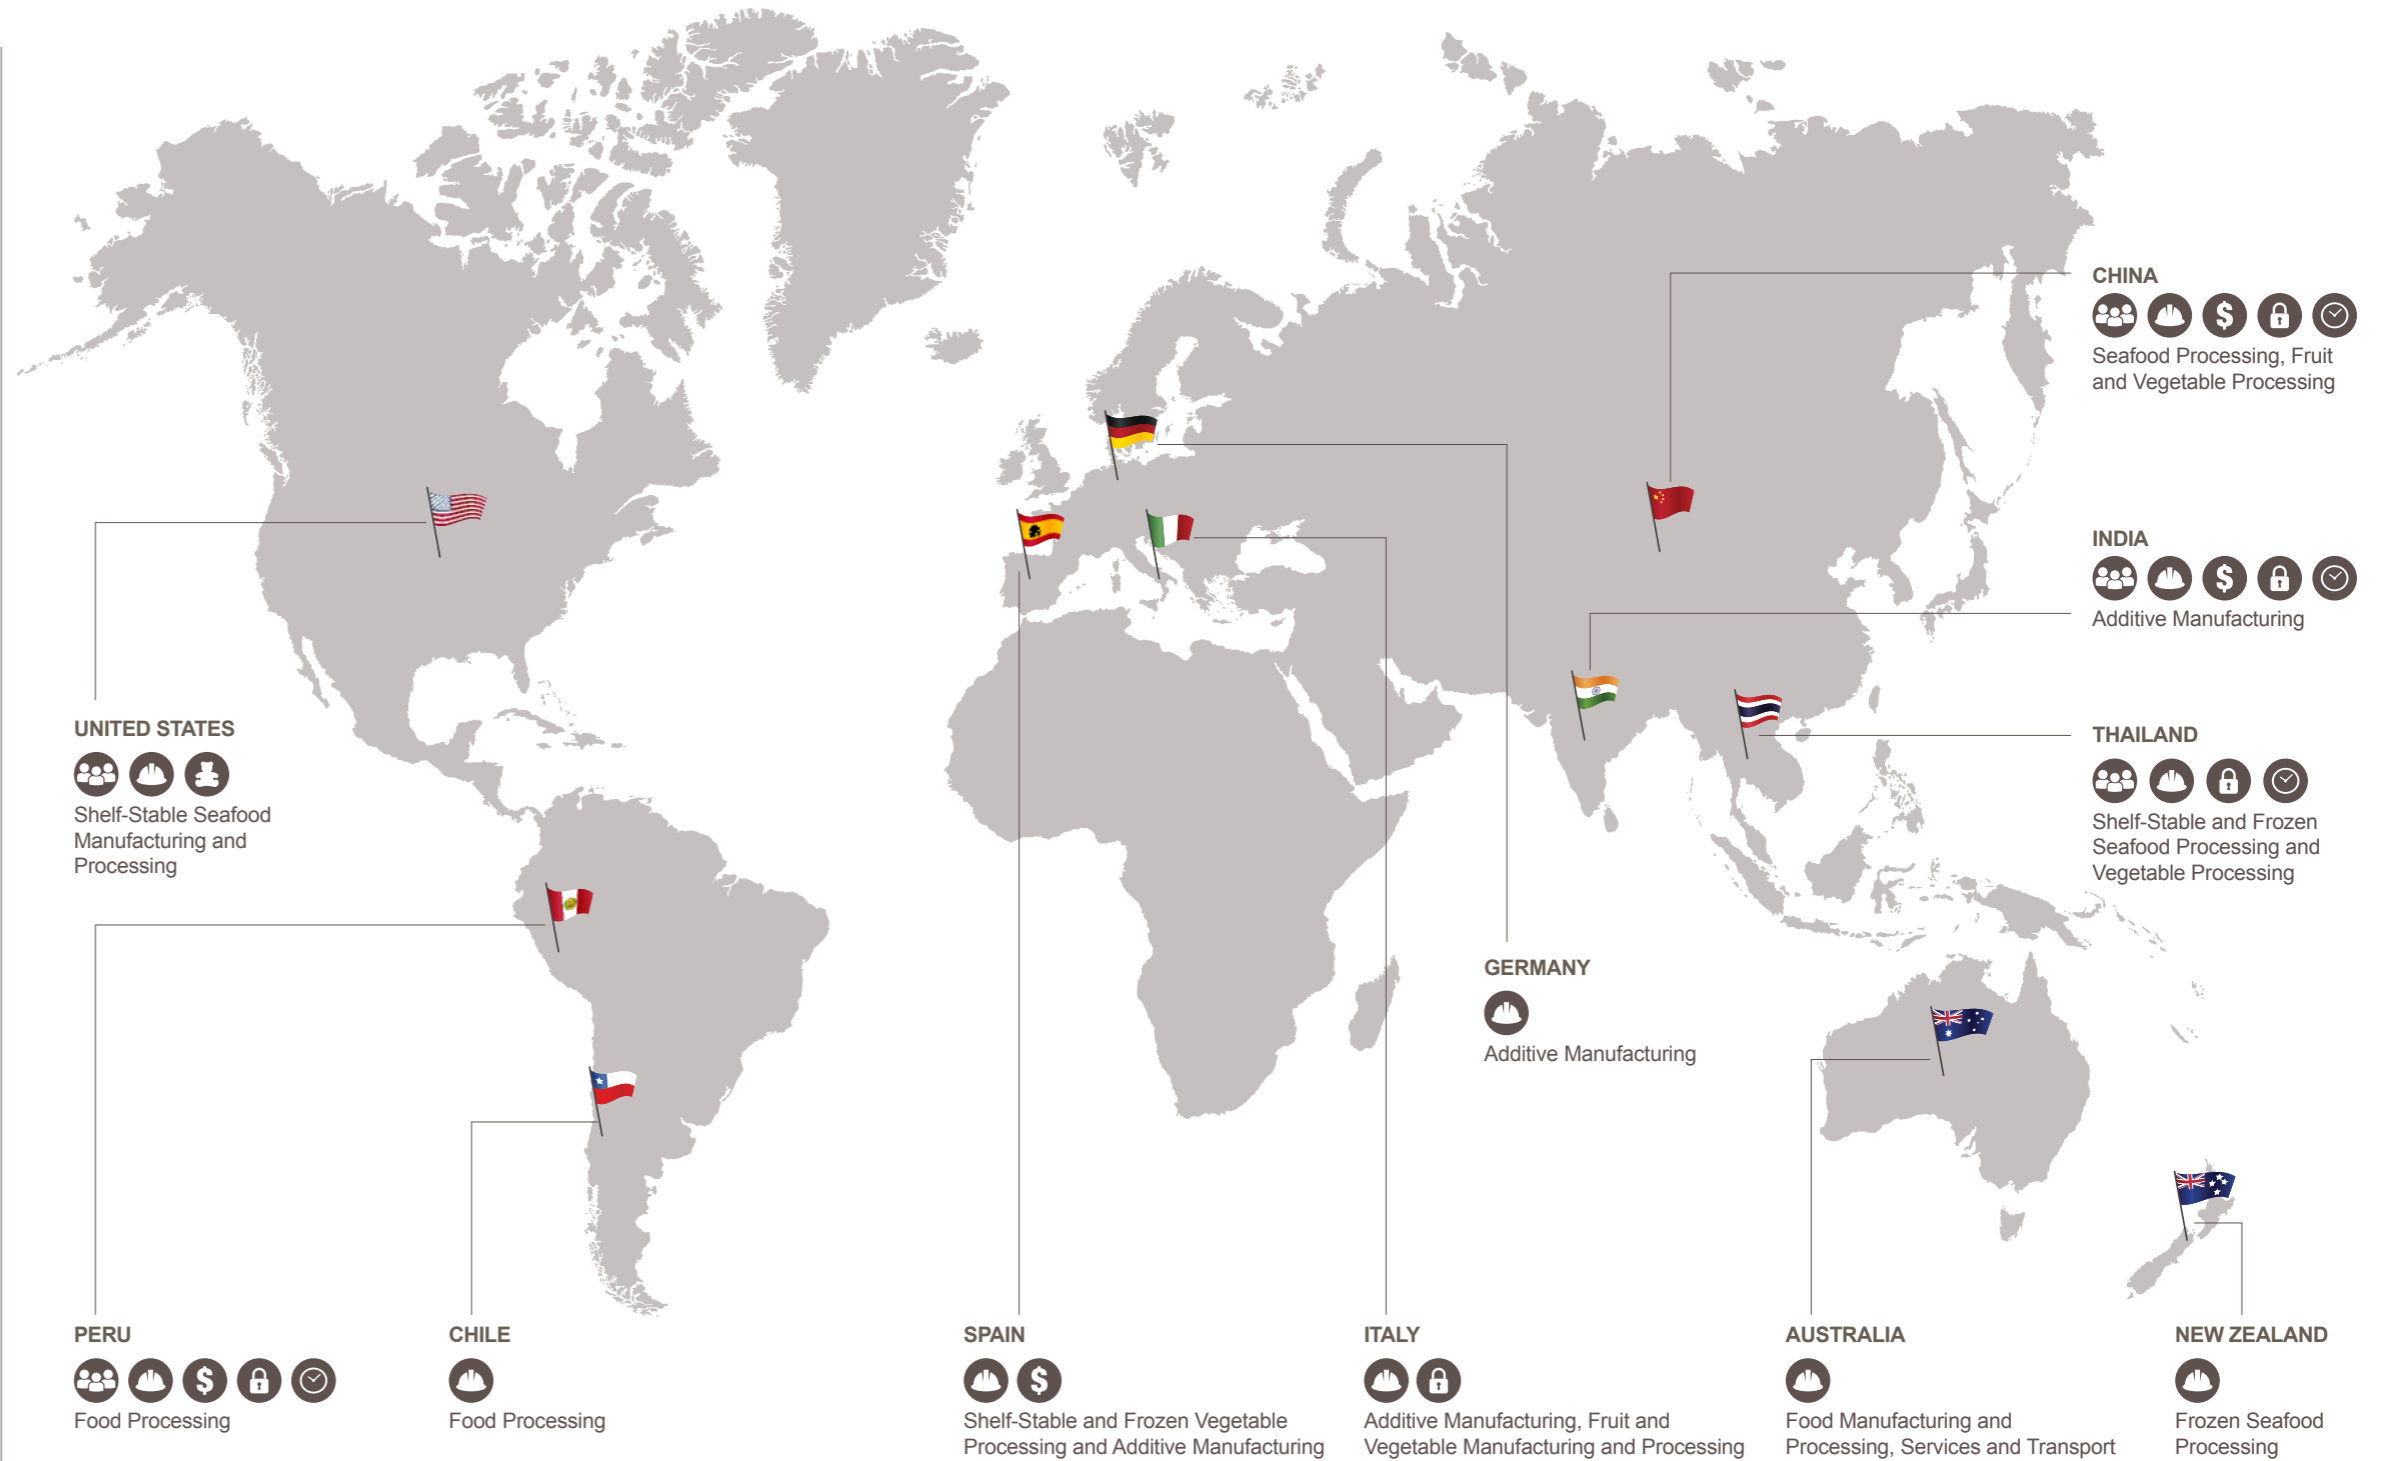 CHINA
Seafood Processing, Fruit
and Vegetable Processing
INDIA
Additive Manufacturing
UNITED STATES
Shelf-Stable Seafood
Manufacturing and
Processing
THAILAND
Shelf-Stable and Frozen
Seafood Processing and
Vegetable Processing
GERMANY
Additive Manufacturing
PERU
Food Processing
CHILE
Food Processing
SPAIN
Shelf-Stable and Frozen Vegetable
Processing and Additive Manufacturing
ITALY
Additive Manufacturing, Fruit and
Vegetable Manufacturing and Processing
AUSTRALIA
Food Manufacturing and
Processing, Services and Transport
NEW ZEALAND
Frozen Seafood
Processing